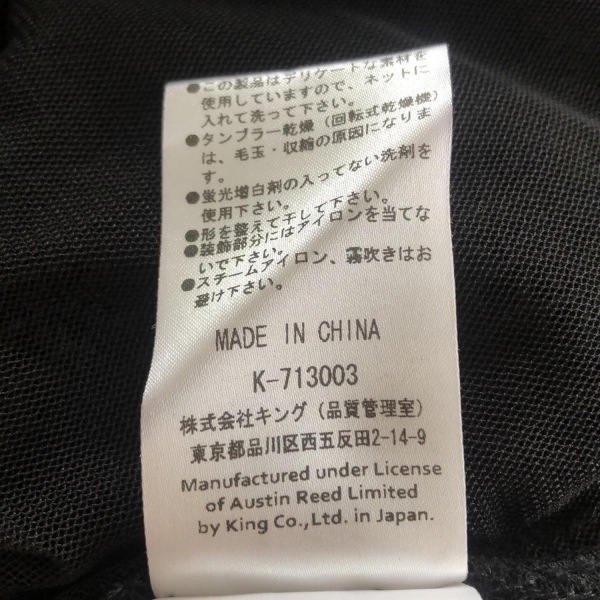 ●この製品はデリケートな素材を
使用していますので、ネットに
入れて洗って下さい。
●タンブラー乾燥（回転式乾燥機）
は、毛玉・収縮の原因になりま
す。
●蛍光増白剤の入ってない洗剤を
使用下さい。
●形を整えて干して下さい。
●装飾部分にはアイロンを当てな
いで下さい。
●スチームアイロン、霧吹きはお
避け下さい。
MADE IN CHINA
K-713003
株式会社キング（品質管理室）
東京都品川区西五反田2-14-9
Manufactured under License
of Austin Reed Limited
by King Co.,Ltd. in Japan.